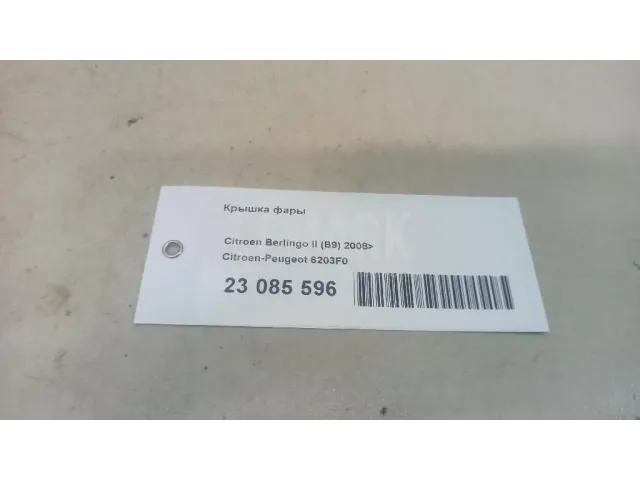 Крышка фары
Citroen Berlingo II (B9) 2008>
Citroen-Peugeot 6203F0
23 085 596